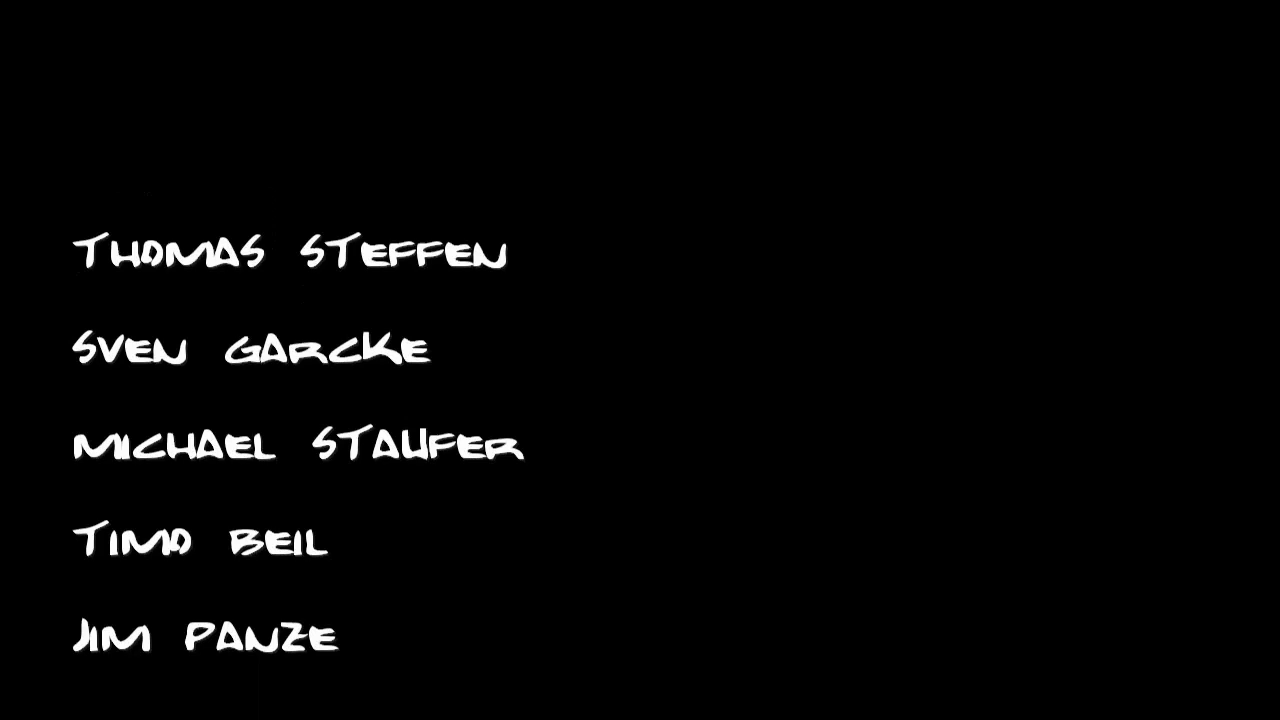 THOMAS STEFFEN
SVEN GARCKE
MICHAEL STAUFER
TIMO BEIL
JIM PANZE